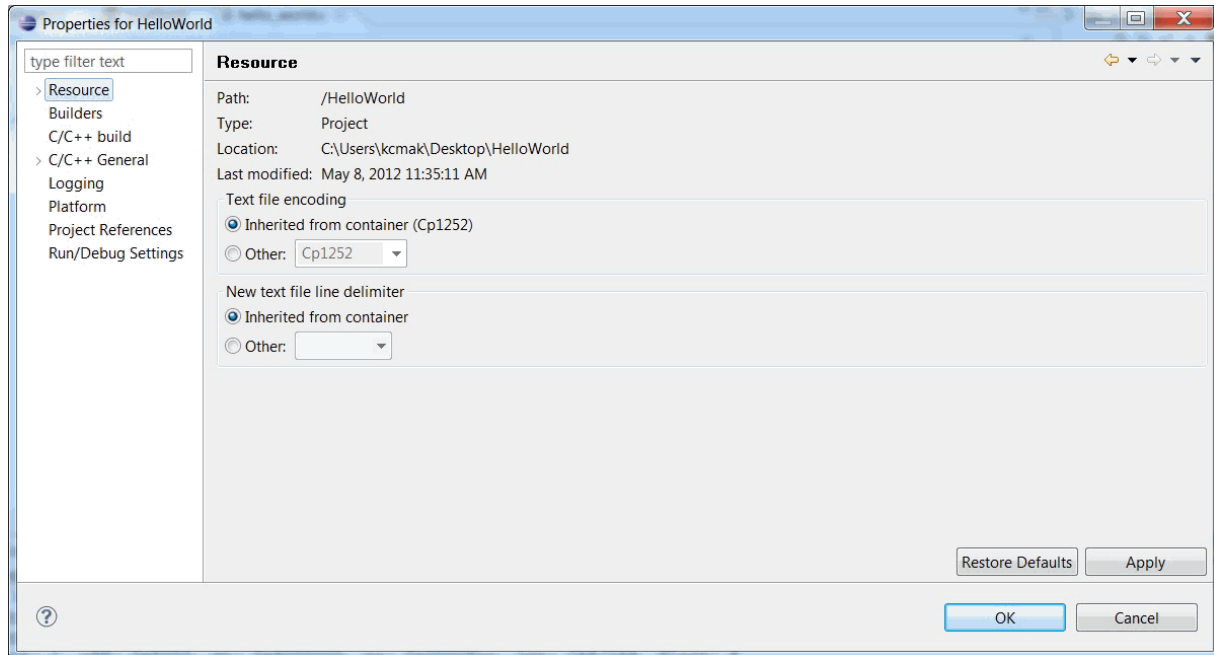 Properties for HelloWorld
type filter text
Resource
Builders
C/C++ build
C/C++ General
Logging
Platform
Project References
Run/Debug Settings
Resource
Path: /HelloWorld
Type: Project
Location: C:\Users\kcmak\Desktop\HelloWorld
Last modified: May 8, 2012 11:35:11 AM
Text file encoding
Inherited from container (Cp1252)
Other: Cp1252
New text file line delimiter
Inherited from container
Other:
Restore Defaults Apply
OK Cancel